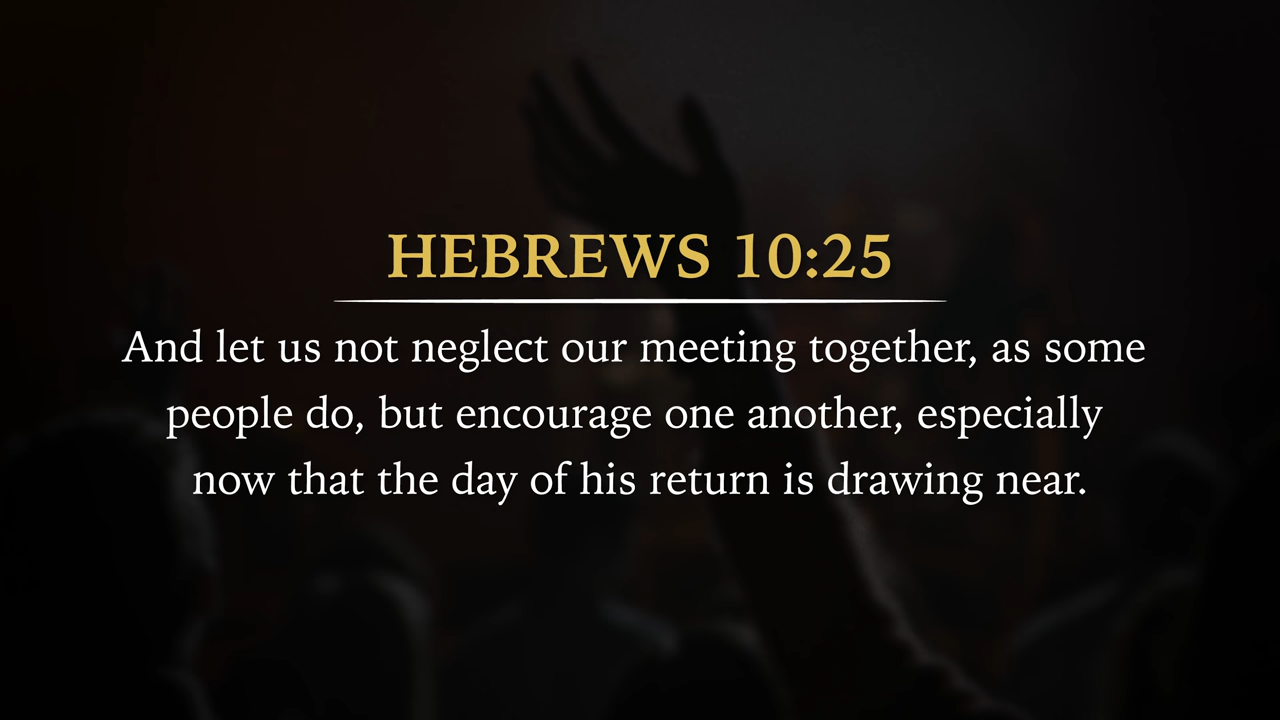 HEBREWS 10:25
And let us not neglect our meeting together, as some
people do, but encourage one another, especially
now that the day of his return is drawing near.